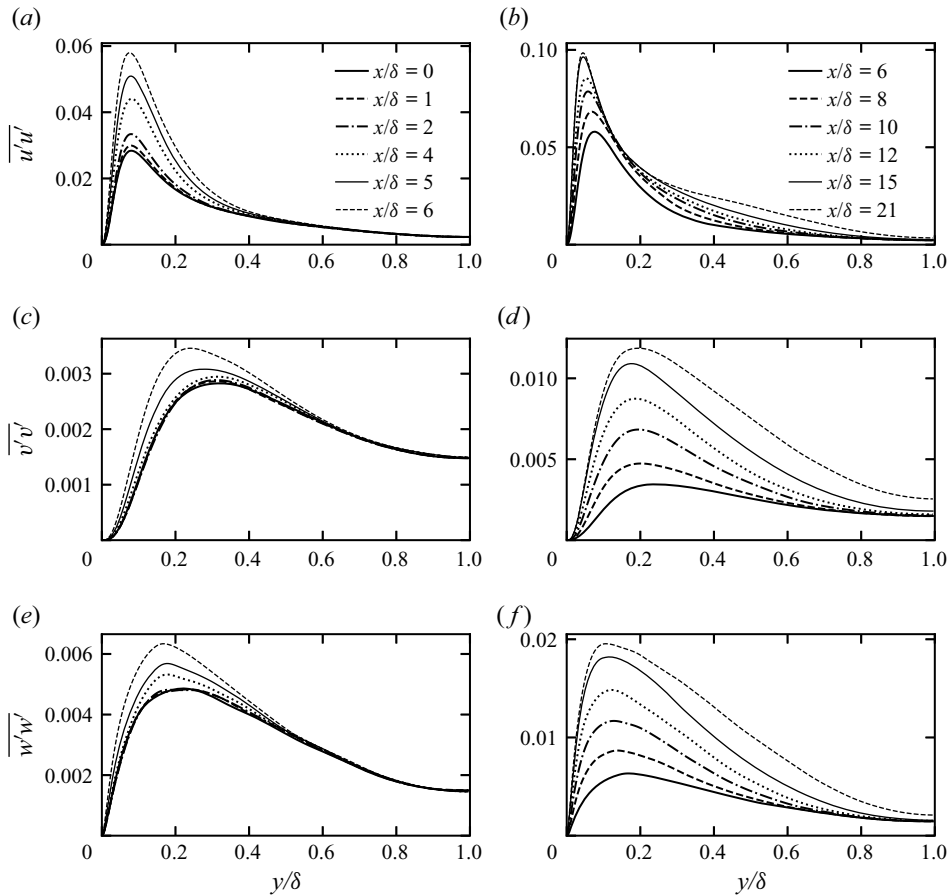 (a)
0.06
0.04
0.02
u′u′
x/δ = 0
x/δ = 1
x/δ = 2
x/δ = 4
x/δ = 5
x/δ = 6
0 0.2 0.4 0.6 0.8 1.0
(b)
0.10
0.05
x/δ = 6
x/δ = 8
x/δ = 10
x/δ = 12
x/δ = 15
x/δ = 21
0 0.2 0.4 0.6 0.8 1.0
(c)
0.003
0.002
0.001
v′v′
0 0.2 0.4 0.6 0.8 1.0
(d)
0.010
0.005
0 0.2 0.4 0.6 0.8 1.0
(e)
0.006
0.004
0.002
w′w′
0 0.2 0.4 0.6 0.8 1.0
y/δ
(f)
0.02
0.01
0 0.2 0.4 0.6 0.8 1.0
y/δ